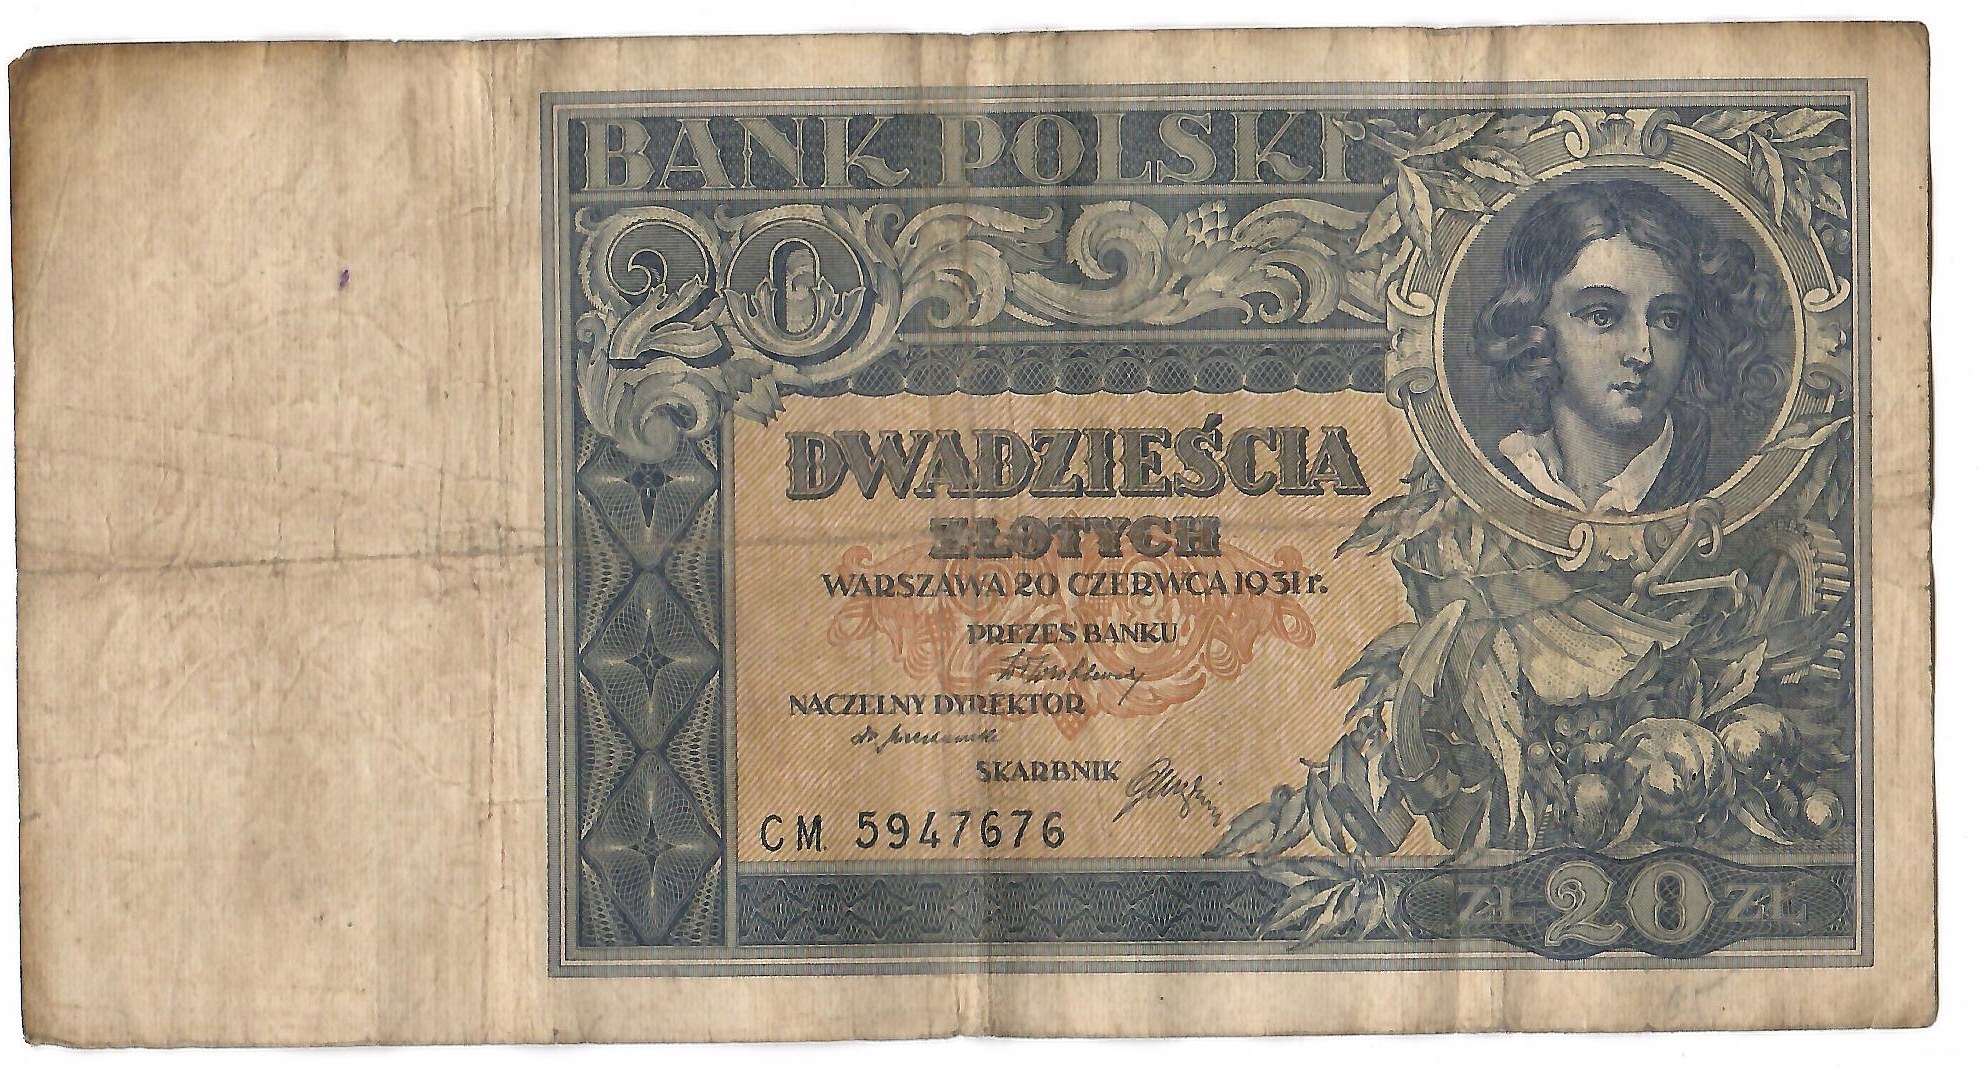 BANK POLSKI
20
DWADZIEŚCIA
ZŁOTYCH
WARSZAWA 20 CZERWCA 1931 r.
PREZES BANKU
NACZELNY DYREKTOR
SKARBNIK
CM. 5947676
ZŁ 20 ZŁ